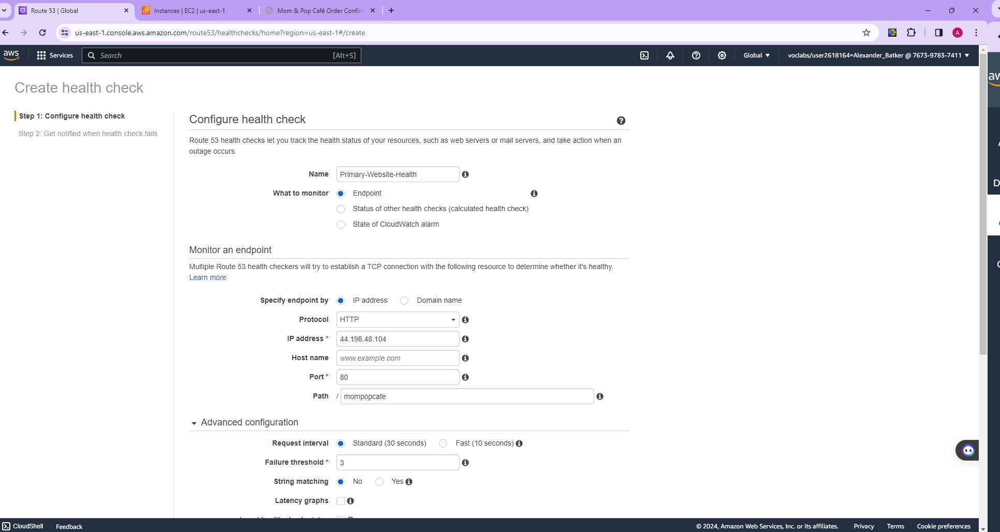 Route 53 | Global
Instances | EC2 | us-east-1
Mom & Pop Café Order Confirm
us-east-1.console.aws.amazon.com/route53/healthchecks/home?region=us-east-1#/create
A
aws
Services
Search
[Alt+S]
Global
voclabs/user2618164=Alexander_Batker @ 7673-9783-7411
Create health check
Step 1: Configure health check
Step 2: Get notified when health check fails
Configure health check
Route 53 health checks let you track the health status of your resources, such as web servers or mail servers, and take action when an
outage occurs.
Name
Primary-Website-Health
What to monitor
Endpoint
Status of other health checks (calculated health check)
State of CloudWatch alarm
Monitor an endpoint
Multiple Route 53 health checkers will try to establish a TCP connection with the following resource to determine whether it's healthy.
Learn more
Specify endpoint by
IP address
Domain name
Protocol
HTTP
IP address *
44.198.48.104
Host name
www.example.com
Port *
80
Path
/
mompopcafe
Advanced configuration
Request interval
Standard (30 seconds)
Fast (10 seconds)
Failure threshold *
3
String matching
No
Yes
Latency graphs
CloudShell
Feedback
© 2024, Amazon Web Services, Inc. or its affiliates.
Privacy
Terms
Cookie preferences